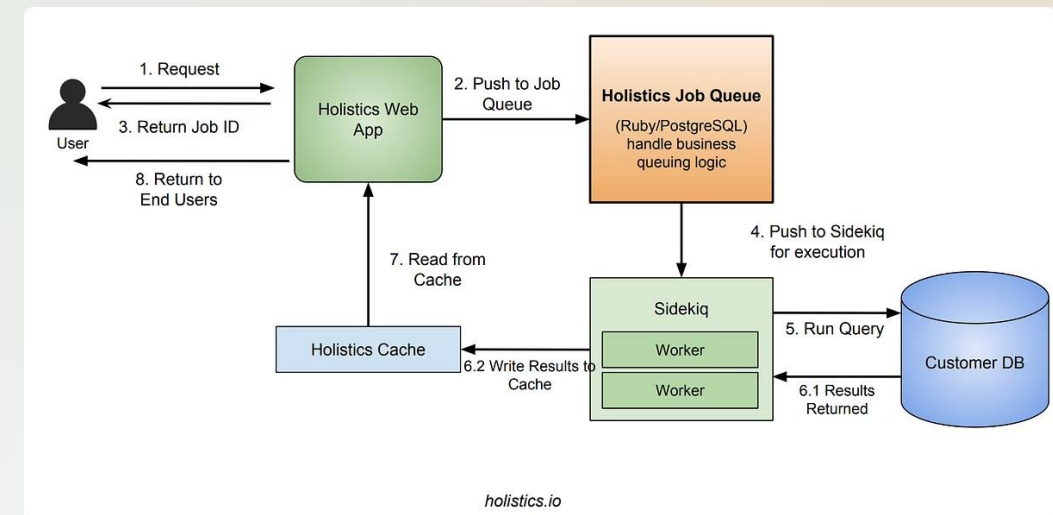 1. Request
3. Return Job ID
User
8. Return to
End Users
Holistics Web
App
2. Push to Job
Queue
Holistics Job Queue
(Ruby/PostgreSQL)
handle business
queuing logic
4. Push to Sidekiq
for execution
7. Read from
Cache
Holistics Cache
6.2 Write Results to
Cache
Sidekiq
Worker
Worker
5. Run Query
6.1 Results
Returned
Customer DB
holistics.io